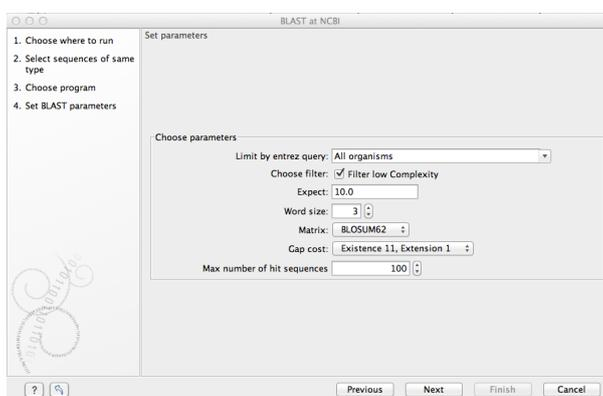 BLAST at NCBI
1. Choose where to run
2. Select sequences of same
type
3. Choose program
4. Set BLAST parameters
Set parameters
Choose parameters
Limit by entrez query: All organisms
Choose filter: Filter low Complexity
Expect: 10.0
Word size: 3
Matrix: BLOSUM62
Gap cost: Existence 11, Extension 1
Max number of hit sequences 100
? Previous Next Finish Cancel